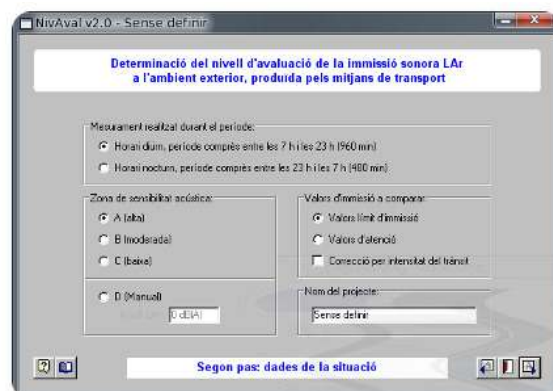 NivAval v2.0 - Sense definir
Determinació del nivell d'avaluació de la immissió sonora LAr
a l'ambient exterior, produïda pels mitjans de transport
Mesurament realitzat durant el període:
Horari diürn, període comprès entre les 7 h i les 23 h (960 min)
Horari nocturn, període comprès entre les 23 h i les 7 h (480 min)
Zona de sensibilitat acústica:
A (alta)
B (moderada)
C (baixa)
D (Manual)
0 dB(A)
Valors d'immissió a comparar:
Valors límit d'immissió
Valors d'atenció
Correcció per intensitat del trànsit
Nom del projecte:
Sense definir
Segon pas: dades de la situació